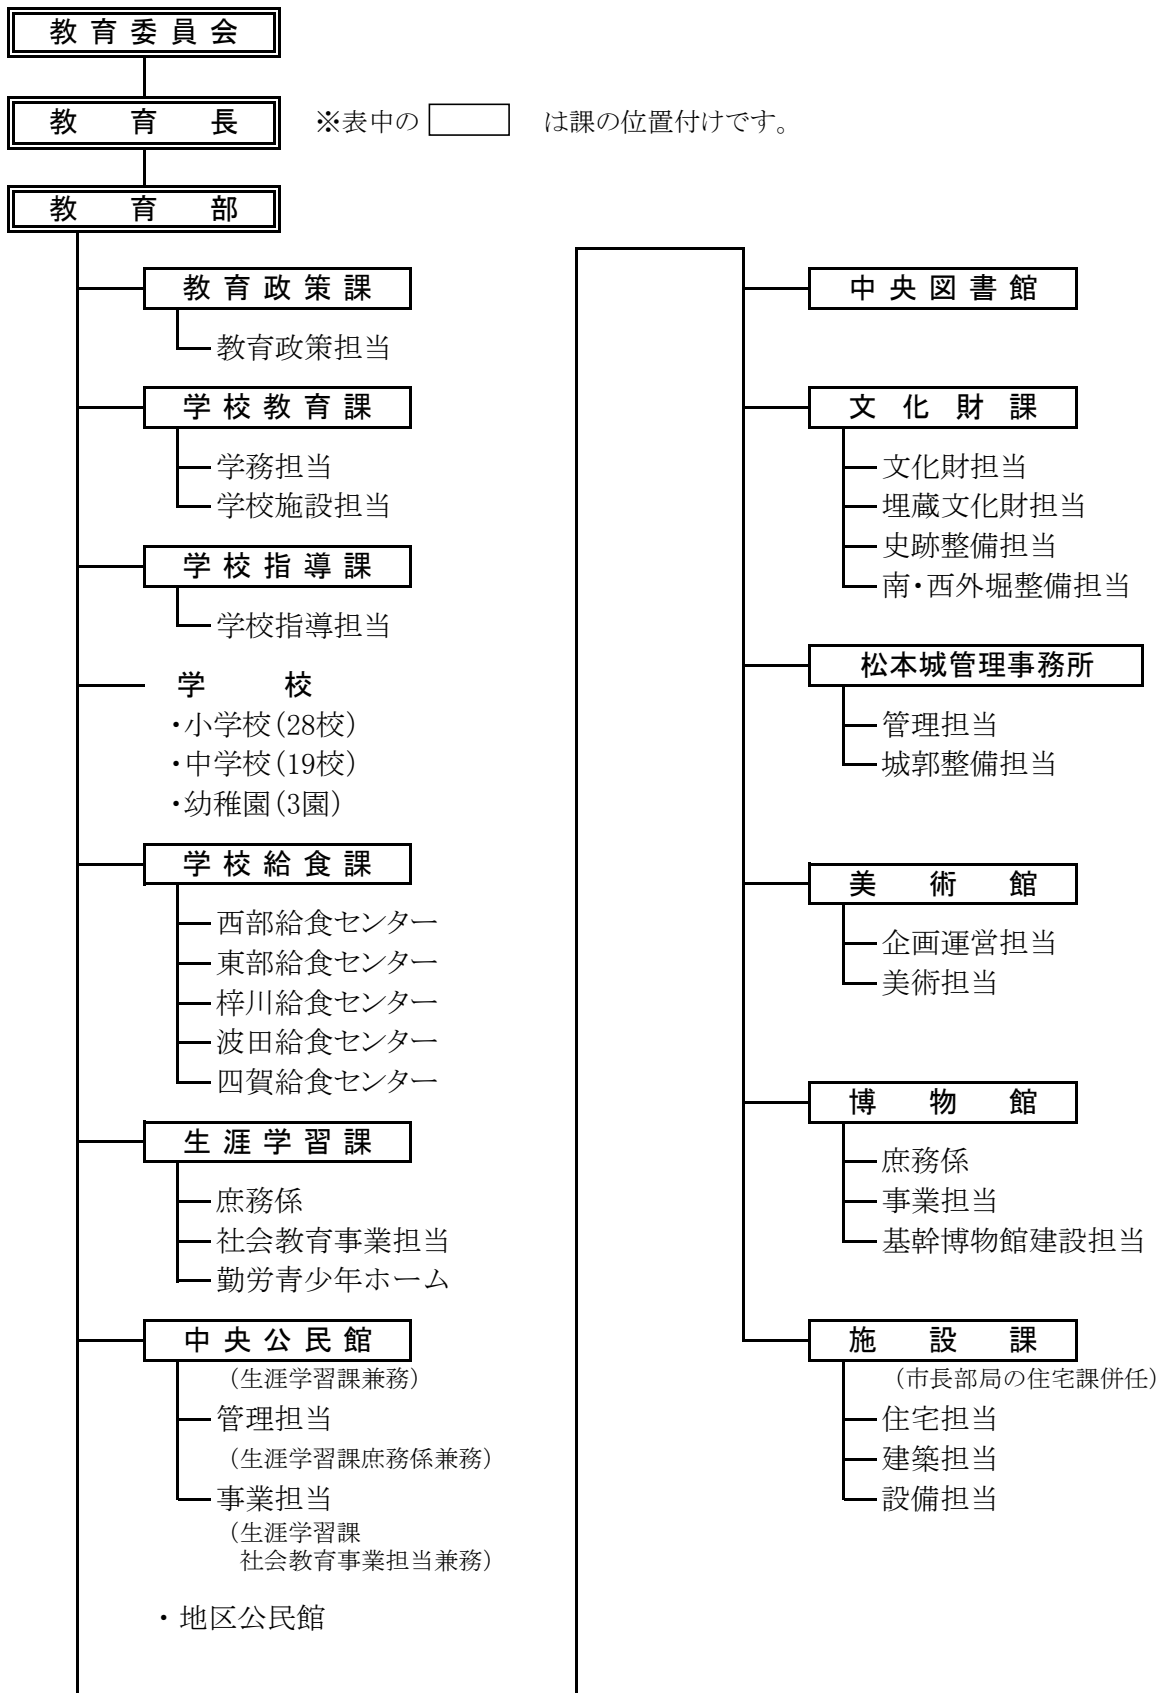 教育委員会
教育長
※表中の　　　は課の位置付けです。
教育部
教育政策課
教育政策担当
学校教育課
学務担当
学校施設担当
学校指導課
学校指導担当
学校
・小学校(28校)
・中学校(19校)
・幼稚園(3園)
学校給食課
西部給食センター
東部給食センター
梓川給食センター
波田給食センター
四賀給食センター
生涯学習課
庶務係
社会教育事業担当
勤労青少年ホーム
中央公民館
(生涯学習課兼務)
管理担当
(生涯学習課庶務係兼務)
事業担当
(生涯学習課
社会教育事業担当兼務)
・地区公民館
中央図書館
文化財課
文化財担当
埋蔵文化財担当
史跡整備担当
南・西外堀整備担当
松本城管理事務所
管理担当
城郭整備担当
美術館
企画運営担当
美術担当
博物館
庶務係
事業担当
基幹博物館建設担当
施設課
(市長部局の住宅課併任)
住宅担当
建築担当
設備担当